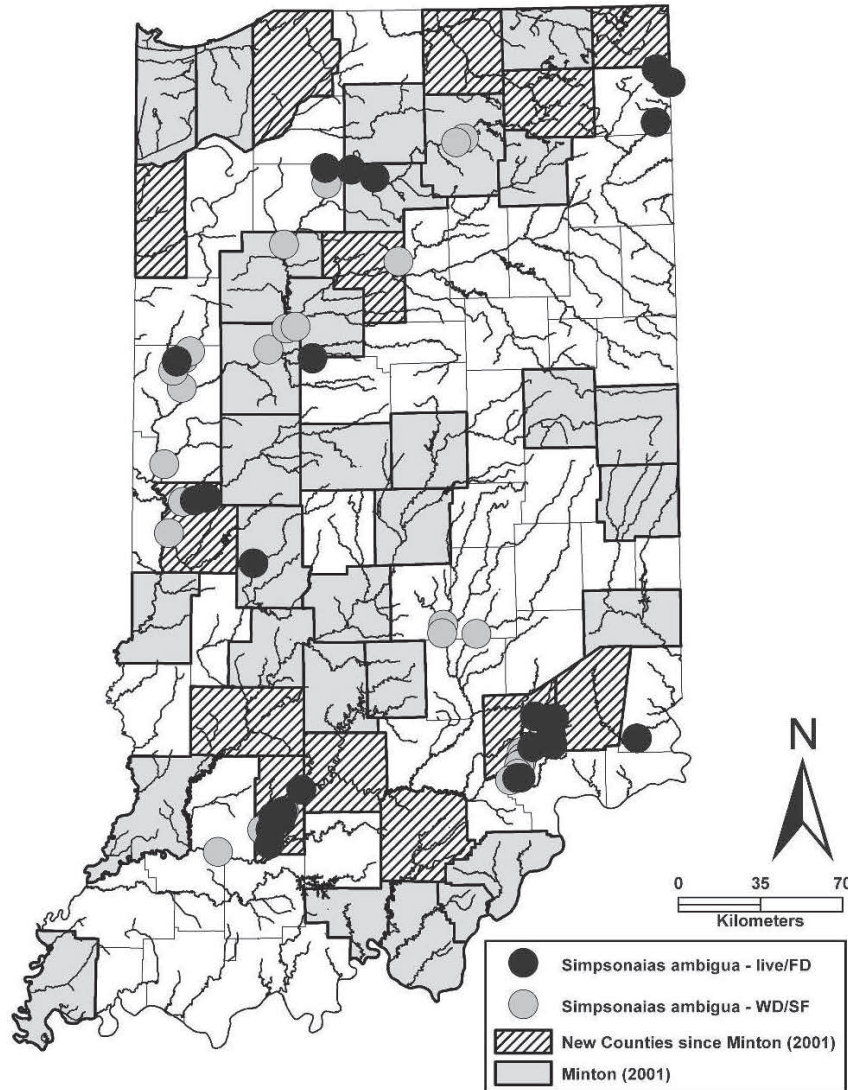 N
0 35 70
Kilometers
Simpsonaias ambigua - live/FD
Simpsonaias ambigua - WD/SF
New Counties since Minton (2001)
Minton (2001)